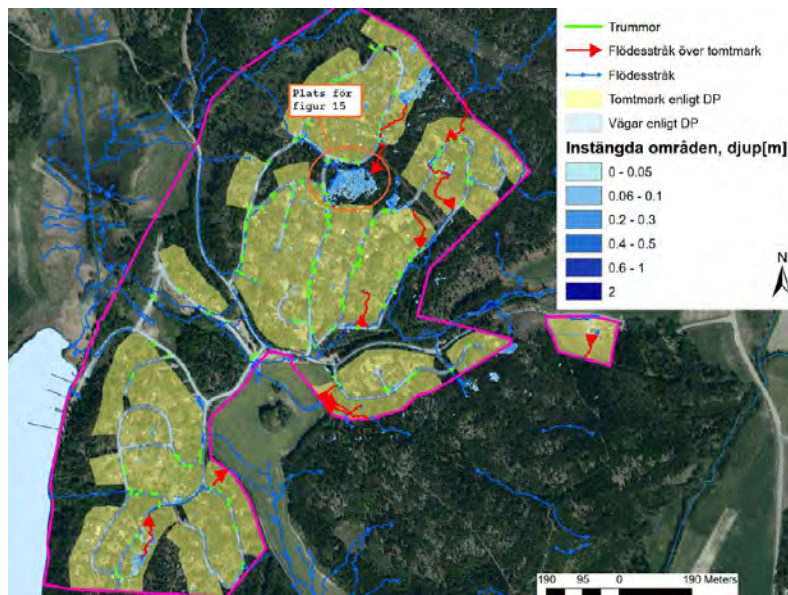 Plats för
figur 15
Trummor
Flödesstråk över tomtmark
Flödesstråk
Tomtmark enligt DP
Vägar enligt DP
Instängda områden, djup[m]
0 - 0.05
0.06 - 0.1
0.2 - 0.3
0.4 - 0.5
0.6 - 1
2
N
190 95 0 190 Meters